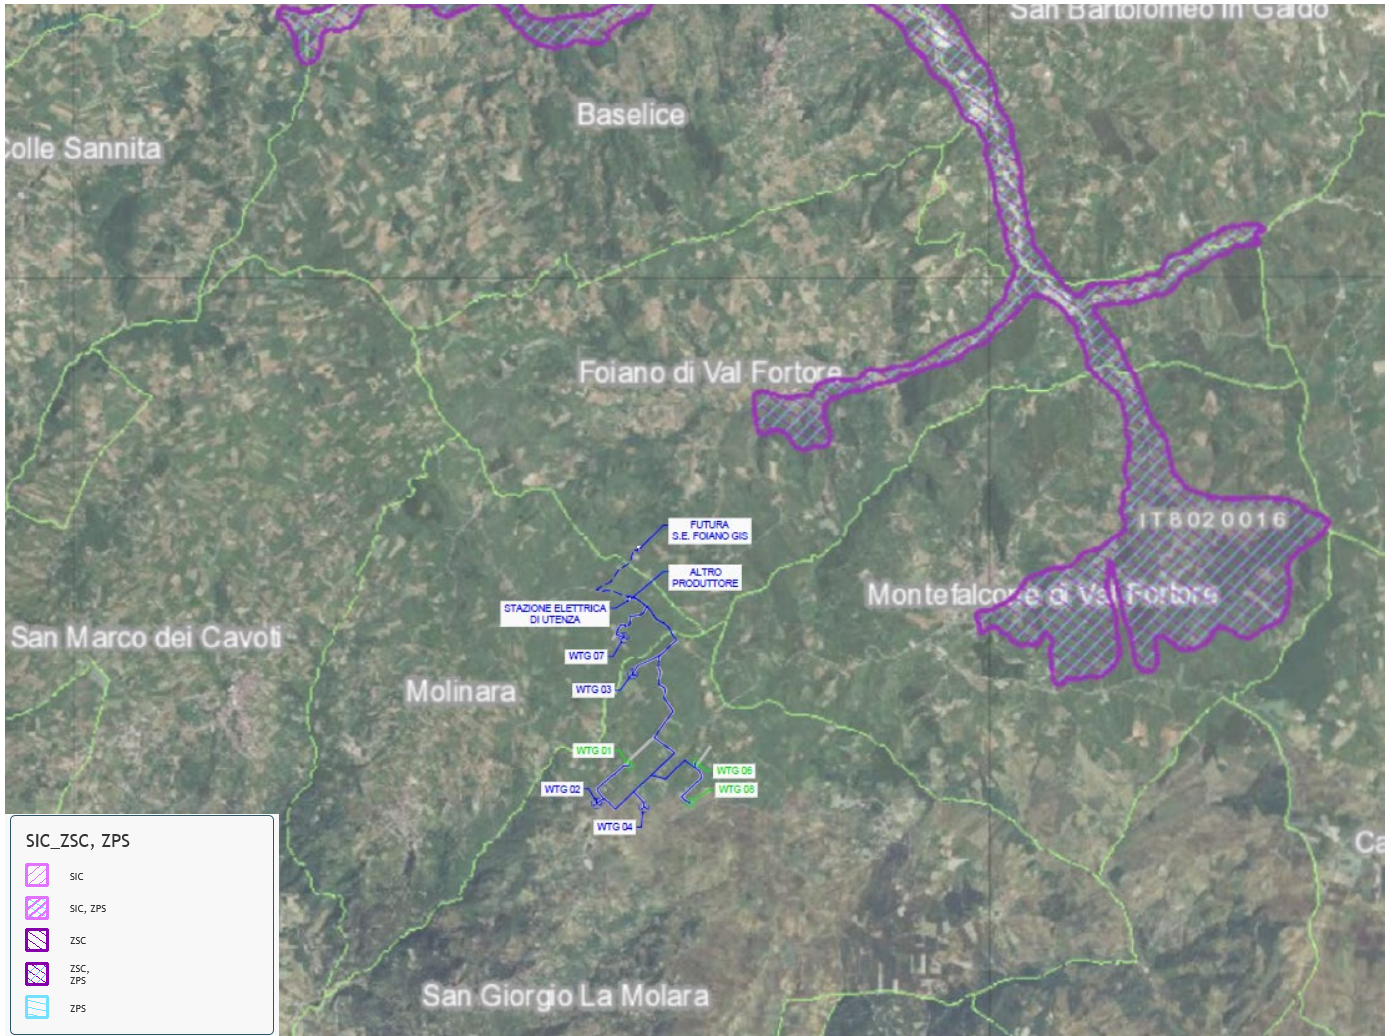 San Bartolomeo in Galdo
Baselice
Colle Sannita
Foiano di Val Fortore
FUTURA
S.E. FOIANO GIS
IT8020016
ALTRO
PRODUTTORE
Montefalcone di Val Fortore
STAZIONE ELETTRICA
DI UTENZA
San Marco dei Cavoti
WTG 07
WTG 03
Molinara
WTG 01
WTG 06
WTG 02
WTG 08
WTG 04
SIC_ZSC, ZPS
Ca
SIC
SIC, ZPS
ZSC
ZSC,
ZPS
ZPS
San Giorgio La Molara